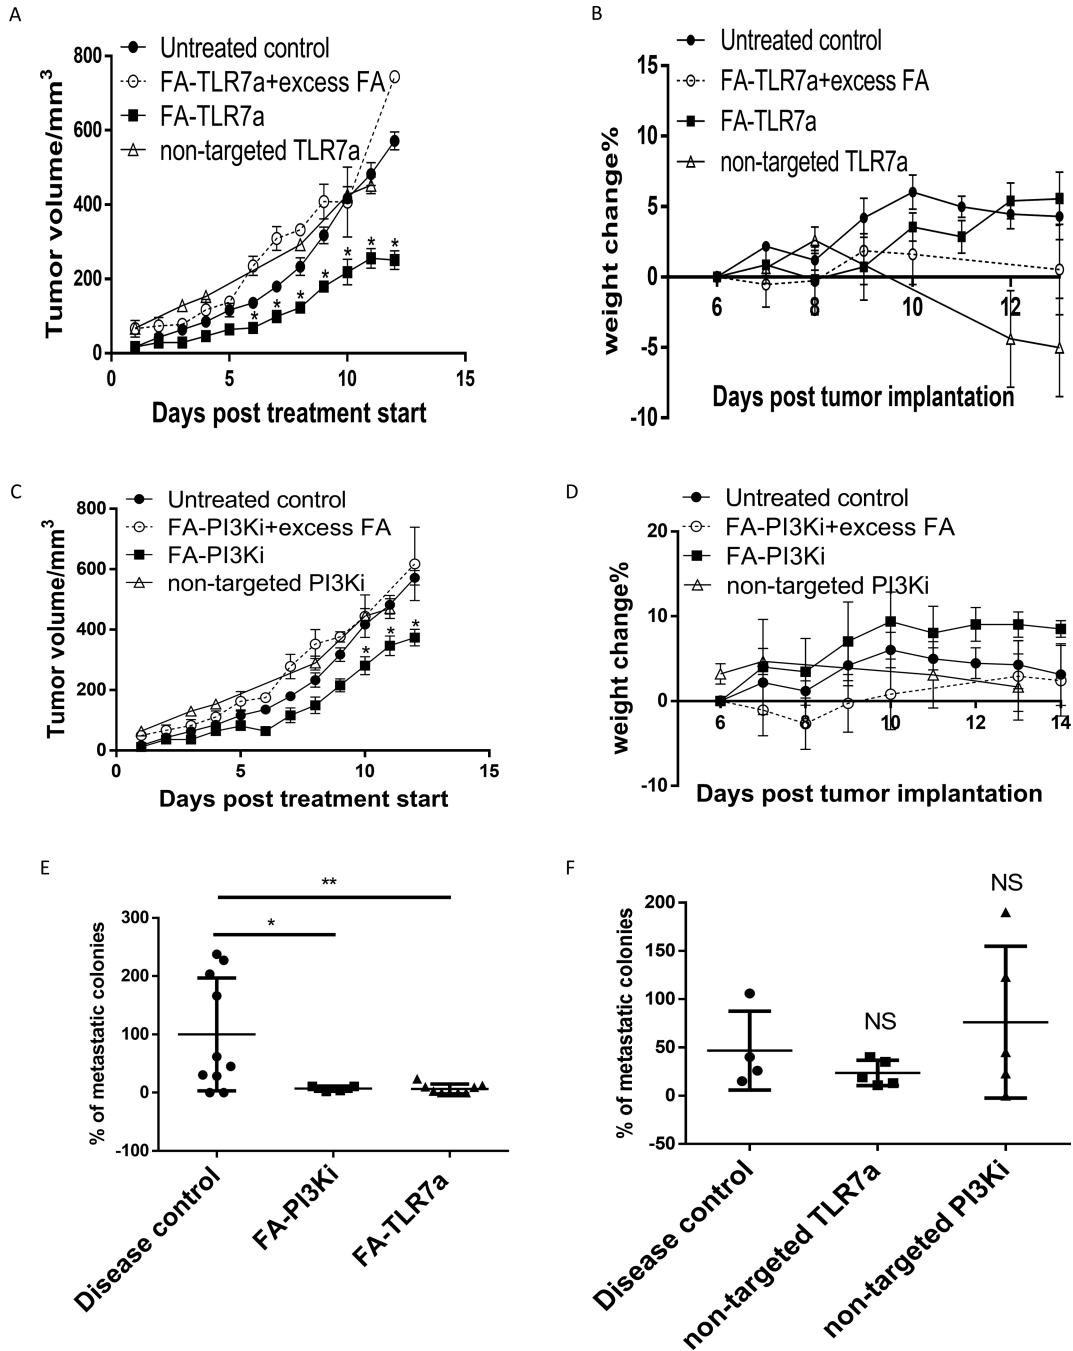 A
Untreated control
FA-TLR7a+excess FA
FA-TLR7a
non-targeted TLR7a
Tumor volume/mm3
800
600
400
200
0
* * * * * * *
0 5 10 15
Days post treatment start
B
Untreated control
FA-TLR7a+excess FA
FA-TLR7a
non-targeted TLR7a
weight change%
15
10
5
0
-5
-10
6 8 10 12
Days post tumor implantation
C
Untreated control
FA-PI3Ki+excess FA
FA-PI3Ki
non-targeted PI3Ki
Tumor volume/mm3
800
600
400
200
0
* * *
0 5 10 15
Days post treatment start
D
Untreated control
FA-PI3Ki+excess FA
FA-PI3Ki
non-targeted PI3Ki
weight change%
20
10
0
-10
6 8 10 12 14
Days post tumor implantation
E
**
*
% of metastatic colonies
300
200
100
0
-100
Disease control
FA-PI3Ki
FA-TLR7a
F
NS
NS
% of metastatic colonies
200
150
100
50
0
-50
Disease control
non-targeted TLR7a
non-targeted PI3Ki